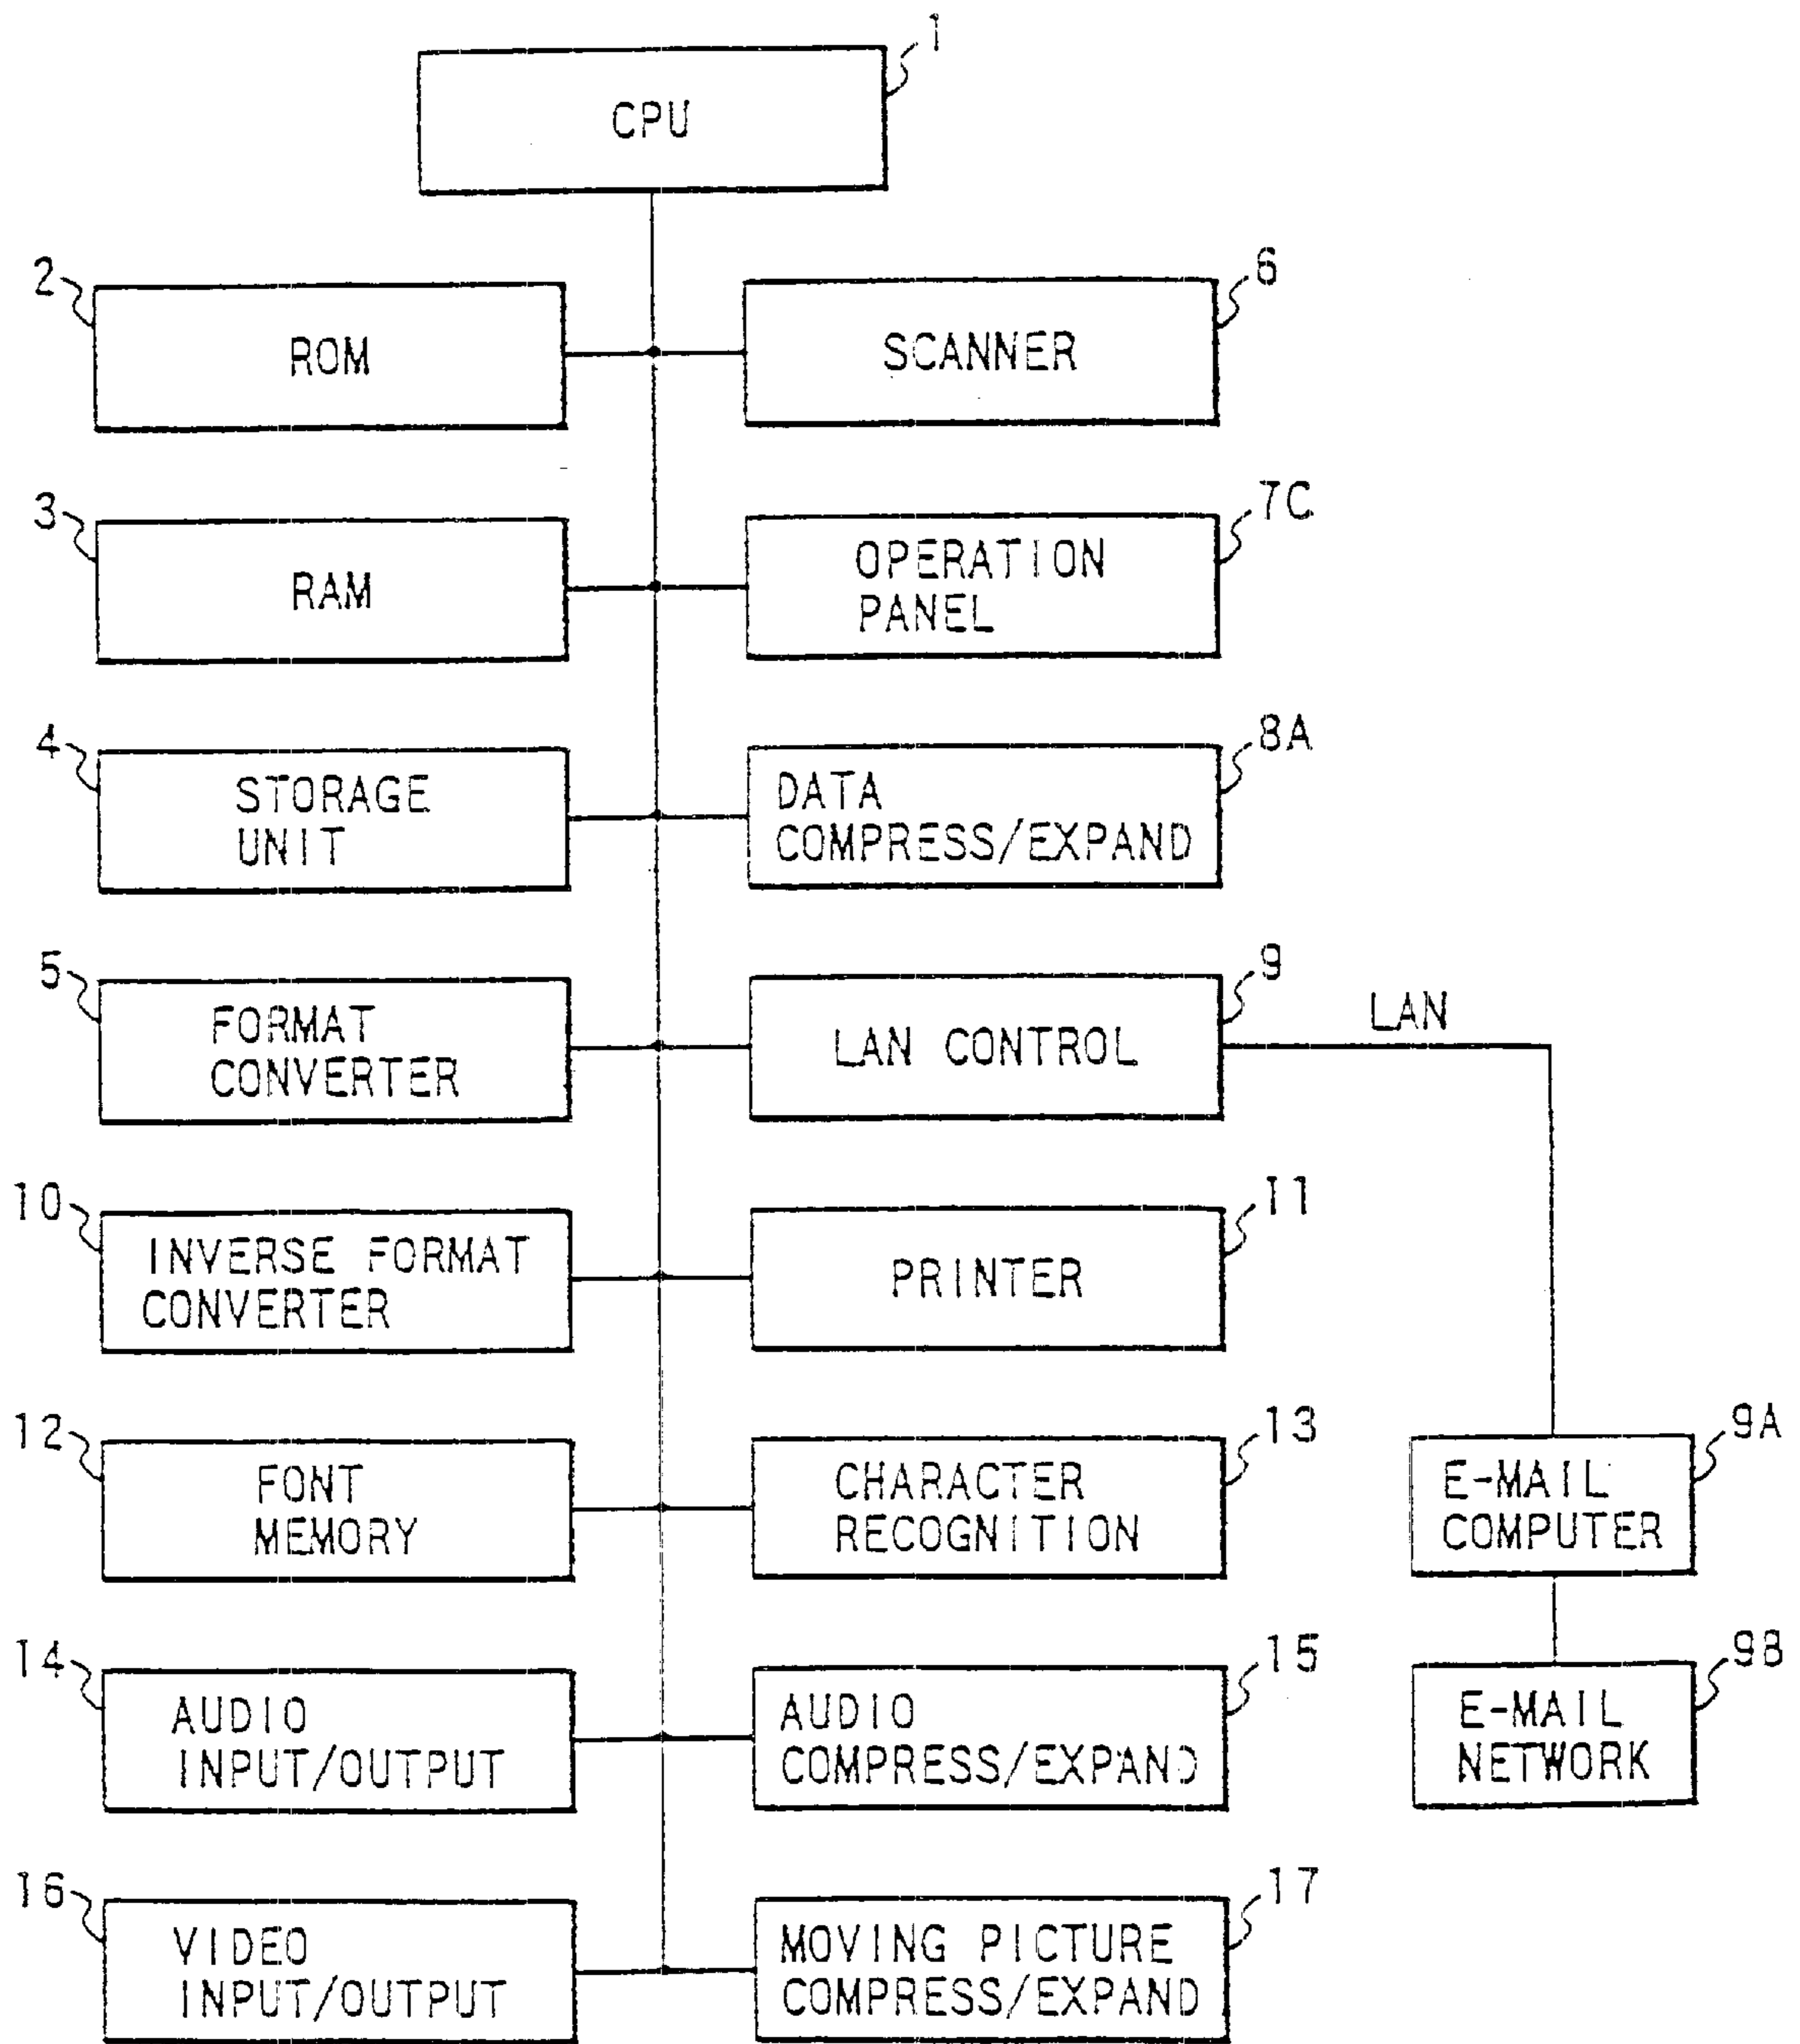 1
CPU
2
ROM
6
SCANNER
3
RAM
7C
OPERATION
PANEL
4
STORAGE
UNIT
8A
DATA
COMPRESS/EXPAND
5
FORMAT
CONVERTER
9
LAN CONTROL
LAN
10
INVERSE FORMAT
CONVERTER
11
PRINTER
12
FONT
MEMORY
13
CHARACTER
RECOGNITION
9A
E-MAIL
COMPUTER
14
AUDIO
INPUT/OUTPUT
15
AUDIO
COMPRESS/EXPAND
9B
E-MAIL
NETWORK
16
VIDEO
INPUT/OUTPUT
17
MOVING PICTURE
COMPRESS/EXPAND